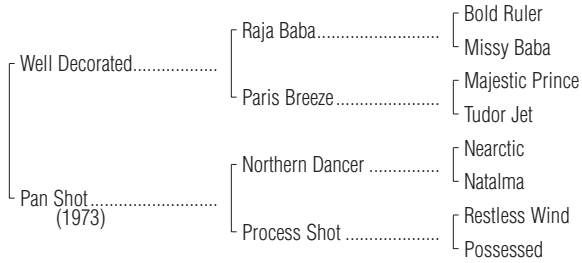 Well Decorated..................
Pan Shot...........................
(1973)
Raja Baba..........................
Paris Breeze......................
Northern Dancer ...............
Process Shot ....................
Bold Ruler
Missy Baba
Majestic Prince
Tudor Jet
Nearctic
Natalma
Restless Wind
Possessed